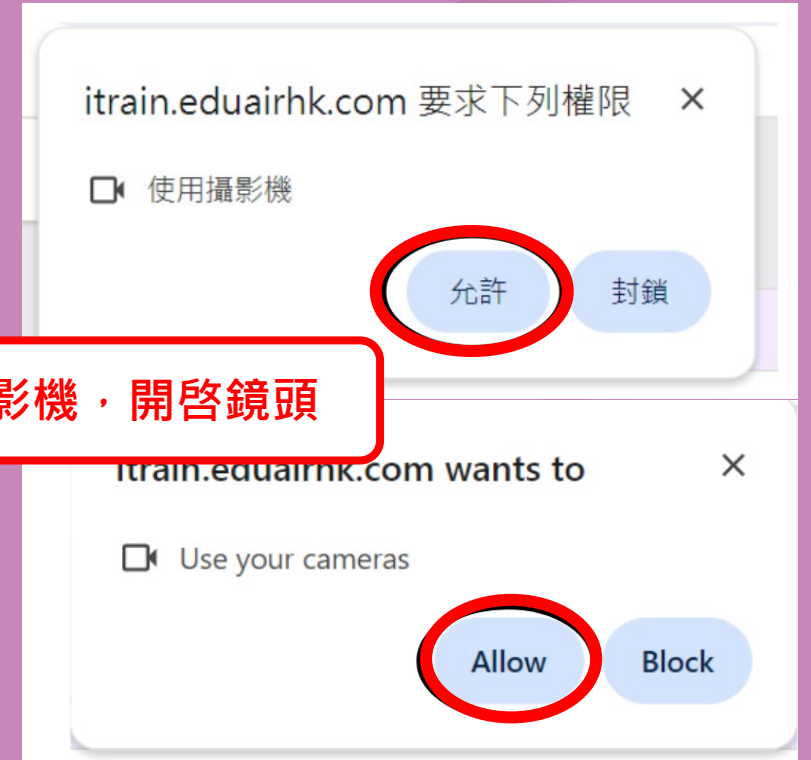 itrain.eduairhk.com 要求下列權限
使用攝影機
允許 封鎖
影機，開啓鏡頭
itrain.eduairhk.com wants to
Use your cameras
Allow Block